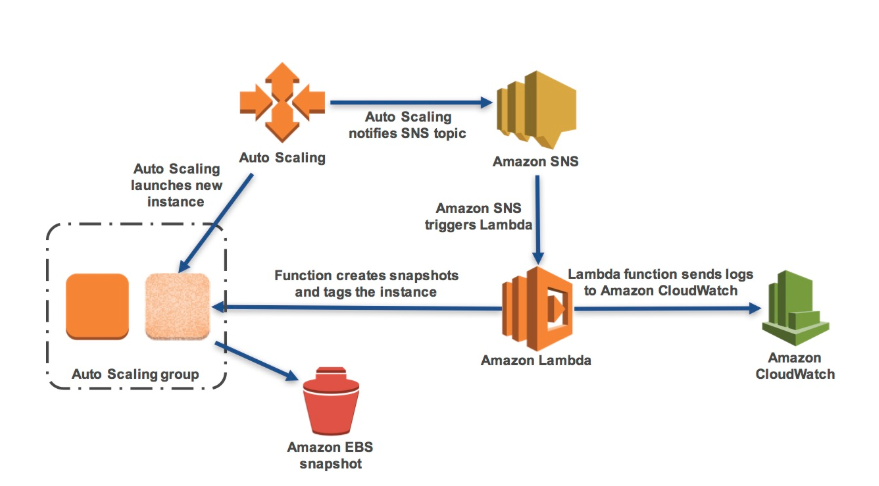 Auto Scaling
notifies SNS topic
Auto Scaling
Amazon SNS
Auto Scaling
launches new
instance
Amazon SNS
triggers Lambda
Function creates snapshots
and tags the instance
Lambda function sends logs
to Amazon CloudWatch
Amazon Lambda
Amazon
CloudWatch
Auto Scaling group
Amazon EBS
snapshot